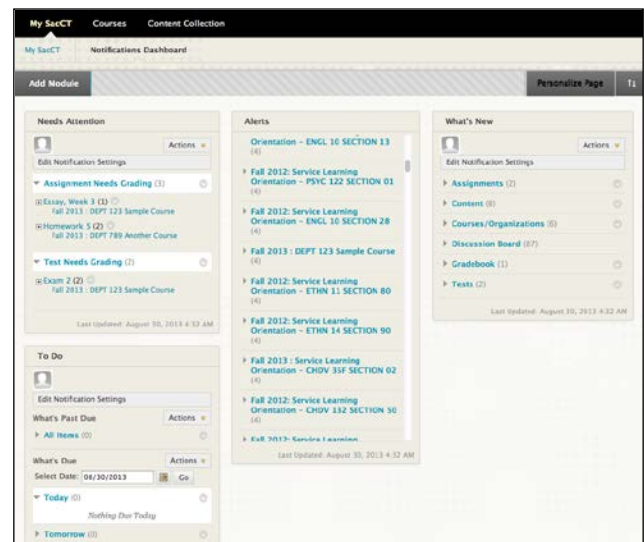 My SacCT Courses Content Collection
My SacCT Notifications Dashboard
Add Module Personalize Page
Needs Attention
Actions
Edit Notification Settings
Assignment Needs Grading (3)
Essay, Week 3 (1)
Fall 2013 : DEPT 123 Sample Course
Homework 5 (2)
Fall 2013 : DEPT 789 Another Course
Test Needs Grading (2)
Exam 2 (2)
Fall 2013 : DEPT 123 Sample Course
Last Updated: August 30, 2013 4:32 AM
To Do
Edit Notification Settings
What's Past Due Actions
All Items (0)
What's Due Actions
Select Date: 08/30/2013 Go
Today (0)
Nothing Due Today
Tomorrow (0)
Alerts
Orientation - ENGL 10 SECTION 13
(4)
Fall 2012: Service Learning
Orientation - PSYC 122 SECTION 01
(4)
Fall 2012: Service Learning
Orientation - ENGL 10 SECTION 28
(4)
Fall 2013 : DEPT 123 Sample Course
(4)
Fall 2012: Service Learning
Orientation - ETHN 11 SECTION 80
(4)
Fall 2012: Service Learning
Orientation - ETHN 14 SECTION 90
(4)
Fall 2013 : Service Learning
Orientation - CHDV 35F SECTION 02
(4)
Fall 2012: Service Learning
Orientation - CHDV 132 SECTION 50
(4)
Fall 2012: Service Learning
Last Updated: August 30, 2013 4:32 AM
What's New
Actions
Edit Notification Settings
Assignments (2)
Content (8)
Courses/Organizations (6)
Discussion Board (87)
Gradebook (1)
Tests (2)
Last Updated: August 30, 2013 4:32 AM